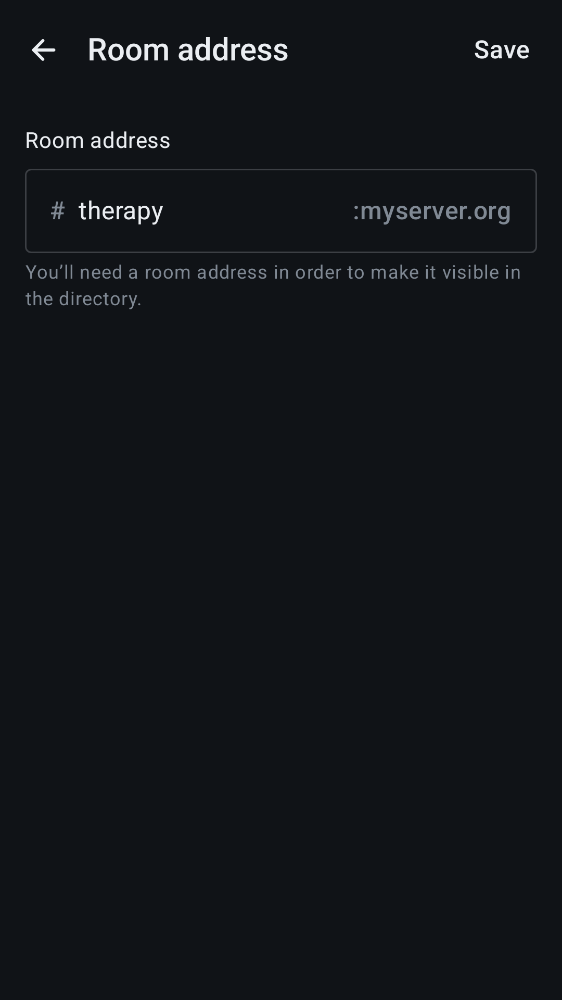 Room address
Save
Room address
# therapy :myserver.org
You’ll need a room address in order to make it visible in
the directory.